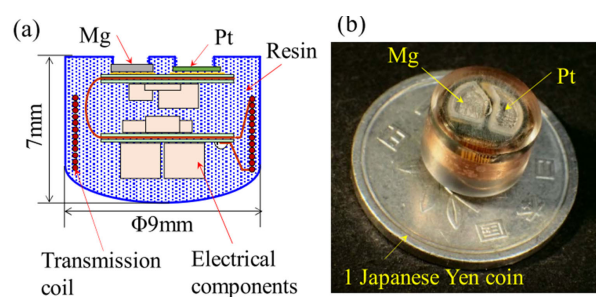 (a)
Mg
Pt
Resin
7mm
Φ9mm
Transmission
coil
Electrical
components
(b)
Mg
Pt
1 Japanese Yen coin